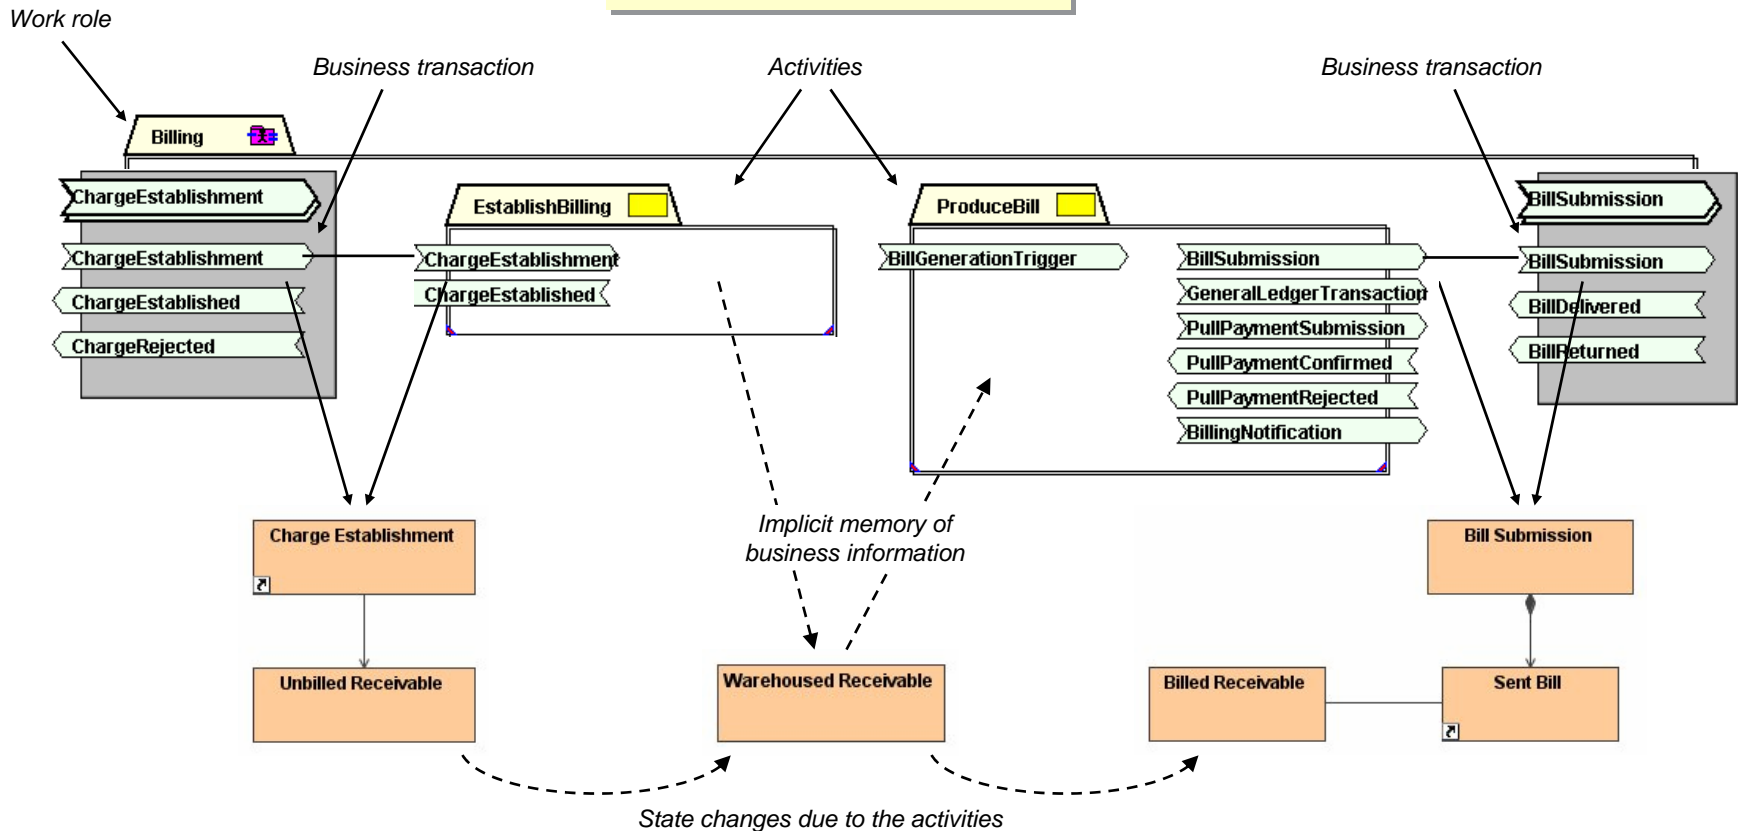 Work role
Business transaction
Activities
Business transaction
Billing
ChargeEstablishment
ChargeEstablishment
ChargeEstablished
ChargeRejected
EstablishBilling
ChargeEstablishment
ChargeEstablished
ProduceBill
BillGenerationTrigger
BillSubmission
GeneralLedgerTransaction
PullPaymentSubmission
PullPaymentConfirmed
PullPaymentRejected
BillingNotification
BillSubmission
BillSubmission
BillDelivered
BillReturned
Implicit memory of
business information
Charge Establishment
Bill Submission
Unbilled Receivable
Warehoused Receivable
Billed Receivable
Sent Bill
State changes due to the activities